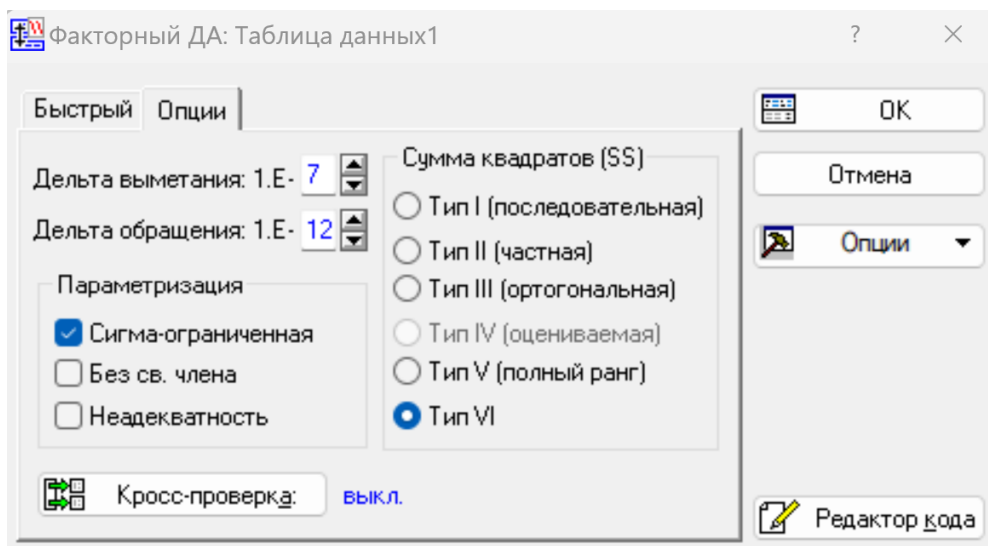 Факторный ДА: Таблица данных1
?
Быстрый
Опции
Дельта выметания: 1.Е- 7
Дельта обращения: 1.Е- 12
Параметризация
Сигма-ограниченная
Без св. члена
Неадекватность
Кросс-проверка: выкл.
Сумма квадратов (SS)
Тип I (последовательная)
Тип II (частная)
Тип III (ортогональная)
Тип IV (оцениваемая)
Тип V (полный ранг)
Тип VI
OK
Отмена
Опции
Редактор кода